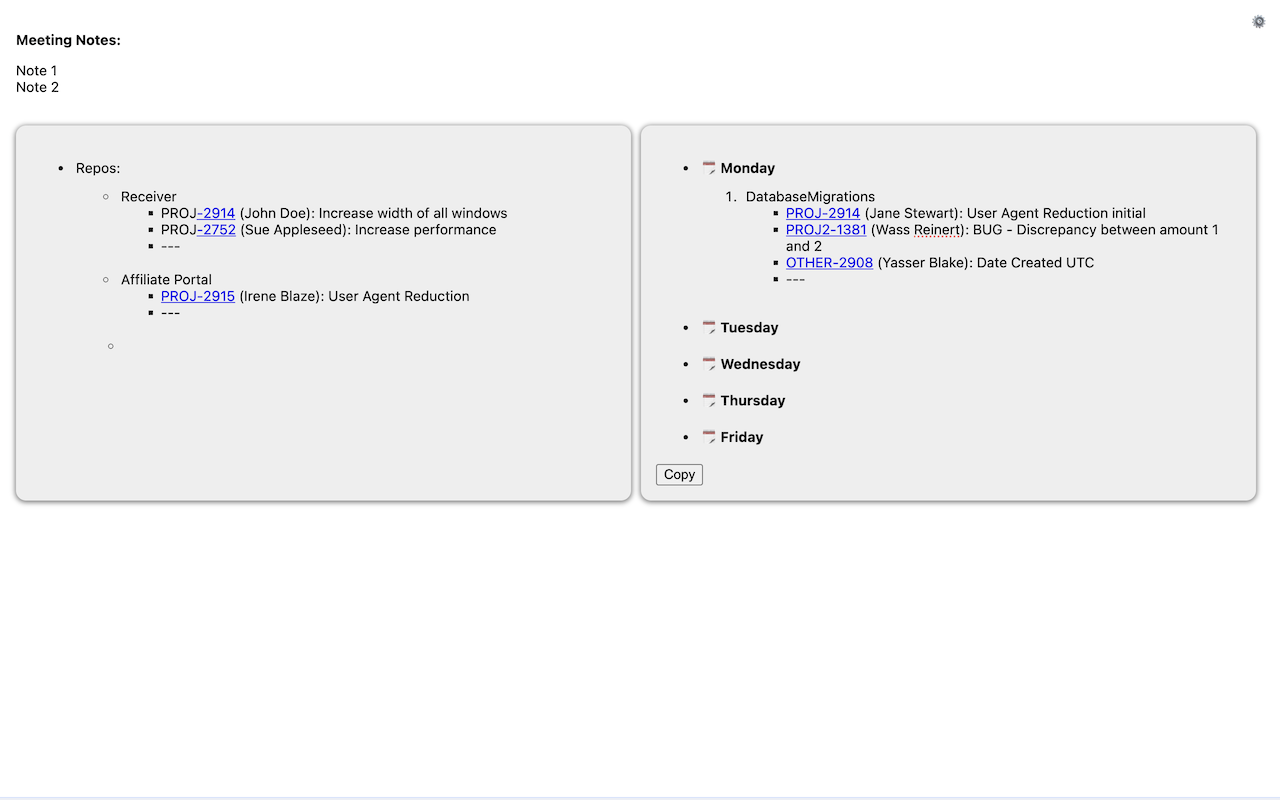 Meeting Notes:
Note 1
Note 2
Repos:
Receiver
PROJ-2914 (John Doe): Increase width of all windows
PROJ-2752 (Sue Appleseed): Increase performance
---
Affiliate Portal
PROJ-2915 (Irene Blaze): User Agent Reduction
---
Monday
1. DatabaseMigrations
PROJ-2914 (Jane Stewart): User Agent Reduction initial
PROJ2-1381 (Wass Reinert): BUG - Discrepancy between amount 1
and 2
OTHER-2908 (Yasser Blake): Date Created UTC
---
Tuesday
Wednesday
Thursday
Friday
Copy